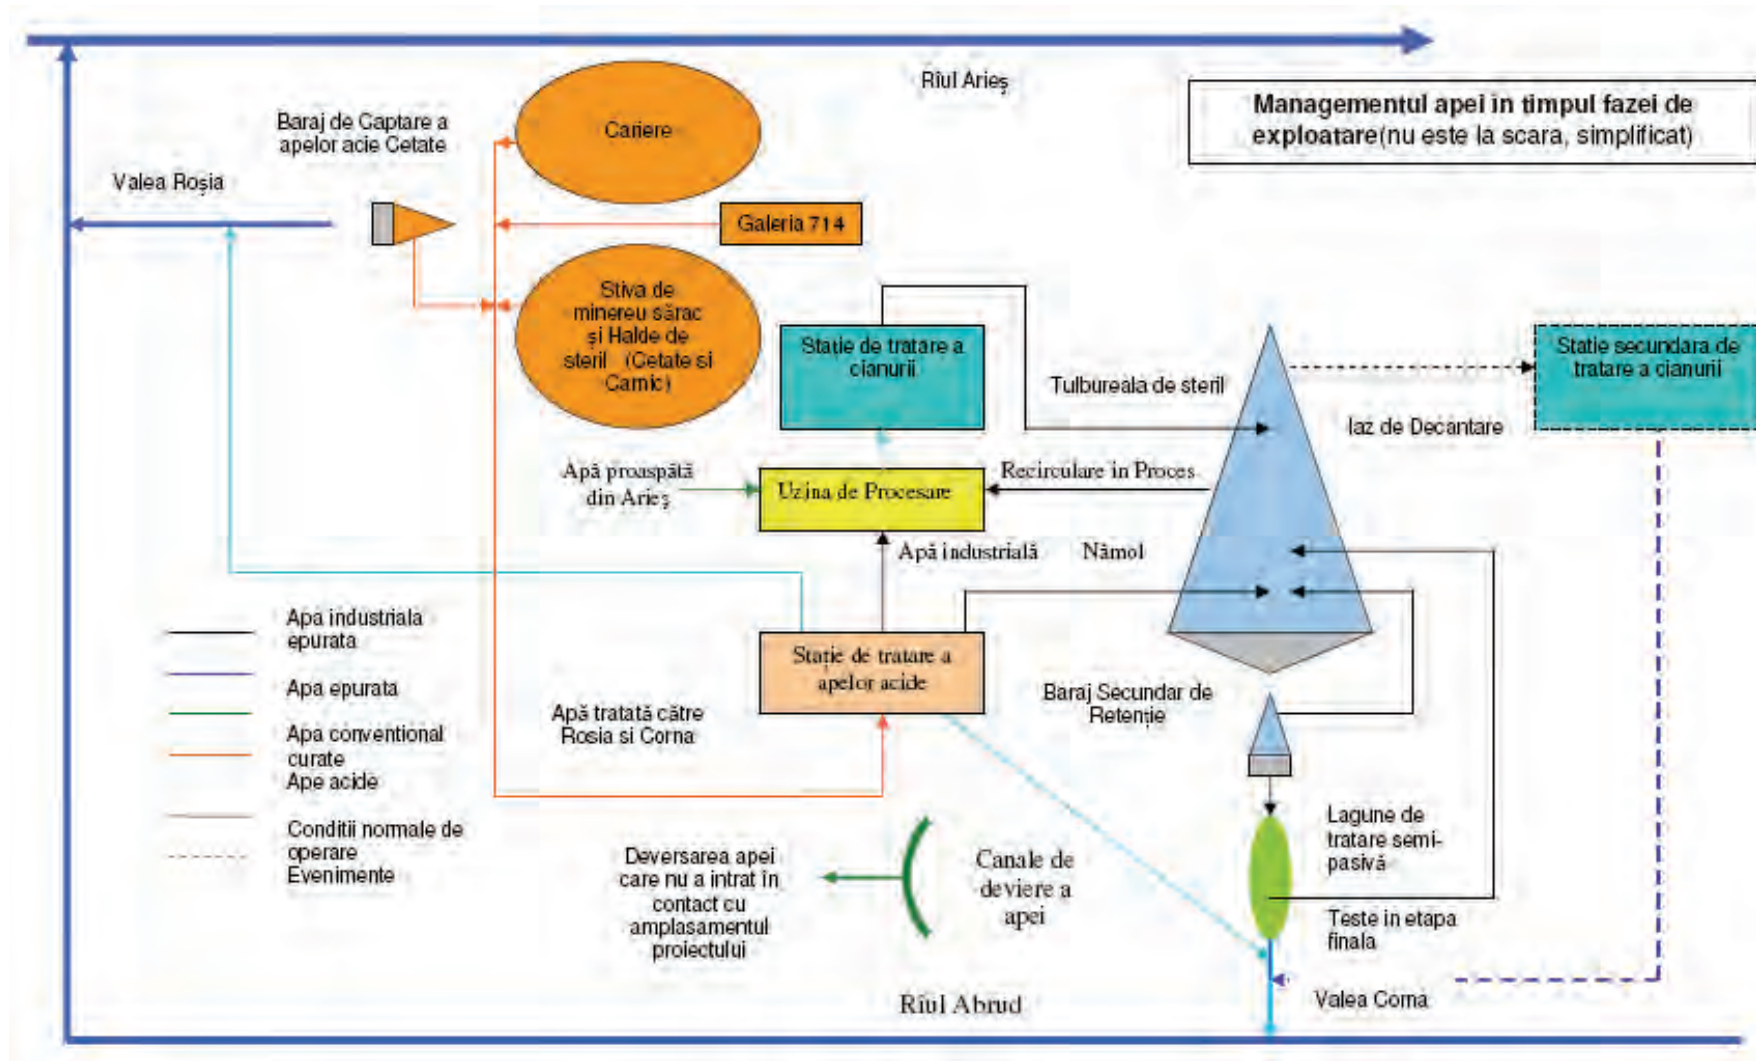 Rîul Arieş
Managementul apei in timpul fazei de
exploatare(nu este la scara, simplificat)
Baraj de Captare a
apelor acie Cetate
Cariere
Valea Roşia
Galeria 714
Stiva de
minereu sărac
şi Halde de
steril (Cetate si
Carnic)
Staţie de tratare a
cianurii
Tulbureala de steril
Statie secundara de
tratare a cianurii
Iaz de Decantare
Apă proaspătă
din Arieş
Uzina de Procesare
Recirculare in Proces
Apă industrială
Nămol
Apa industriala
epurata
Apa epurata
Apa conventional
curate
Ape acide
Conditii normale de
operare
Evenimente
Staţie de tratare a
apelor acide
Apă tratată către
Rosia si Corna
Baraj Secundar de
Retenţie
Deversarea apei
care nu a intrat în
contact cu
amplasamentul
proiectului
Canale de
deviere a
apei
Lagune de
tratare semi-
pasivă
Teste in etapa
finala
Valea Corna
Rîul Abrud